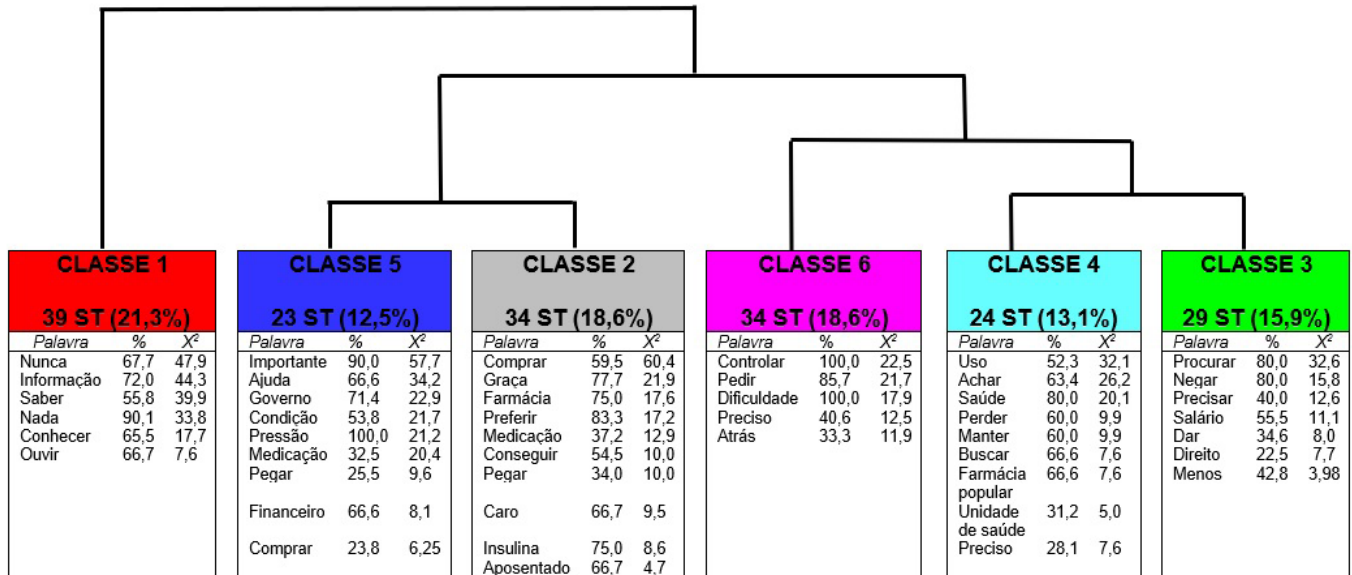 CLASSE 1
39 ST (21,3%)
Palavra % X²
Nunca 67,7 47,9
Informação 72,0 44,3
Saber 55,8 39,9
Nada 90,1 33,8
Conhecer 65,5 17,7
Ouvir 66,7 7,6
CLASSE 5
23 ST (12,5%)
Palavra % X²
Importante 90,0 57,7
Ajuda 66,6 34,2
Governo 71,4 22,9
Condição 53,8 21,7
Pressão 100,0 21,2
Medicação 32,5 20,4
Pegar 25,5 9,6
Financeiro 66,6 8,1
Comprar 23,8 6,25
CLASSE 2
34 ST (18,6%)
Palavra % X²
Comprar 59,5 60,4
Graça 77,7 21,9
Farmácia 75,0 17,6
Preferir 83,3 17,2
Medicação 37,2 12,9
Conseguir 54,5 10,0
Pegar 34,0 10,0
Caro 66,7 9,5
Insulina 75,0 8,6
Aposentado 66,7 4,7
CLASSE 6
34 ST (18,6%)
Palavra % X²
Controlar 100,0 22,5
Pedir 85,7 21,7
Dificuldade 100,0 17,9
Preciso 40,6 12,5
Atrás 33,3 11,9
CLASSE 4
24 ST (13,1%)
Palavra % X²
Uso 52,3 32,1
Achar 63,4 26,2
Saúde 80,0 20,1
Perder 60,0 9,9
Manter 60,0 9,9
Buscar 66,6 7,6
Farmácia 66,6 7,6
popular
Unidade 31,2 5,0
de saúde
Preciso 28,1 7,6
CLASSE 3
29 ST (15,9%)
Palavra % X²
Procurar 80,0 32,6
Negar 80,0 15,8
Precisar 40,0 12,6
Salário 55,5 11,1
Dar 34,6 8,0
Direito 22,5 7,7
Menos 42,8 3,98